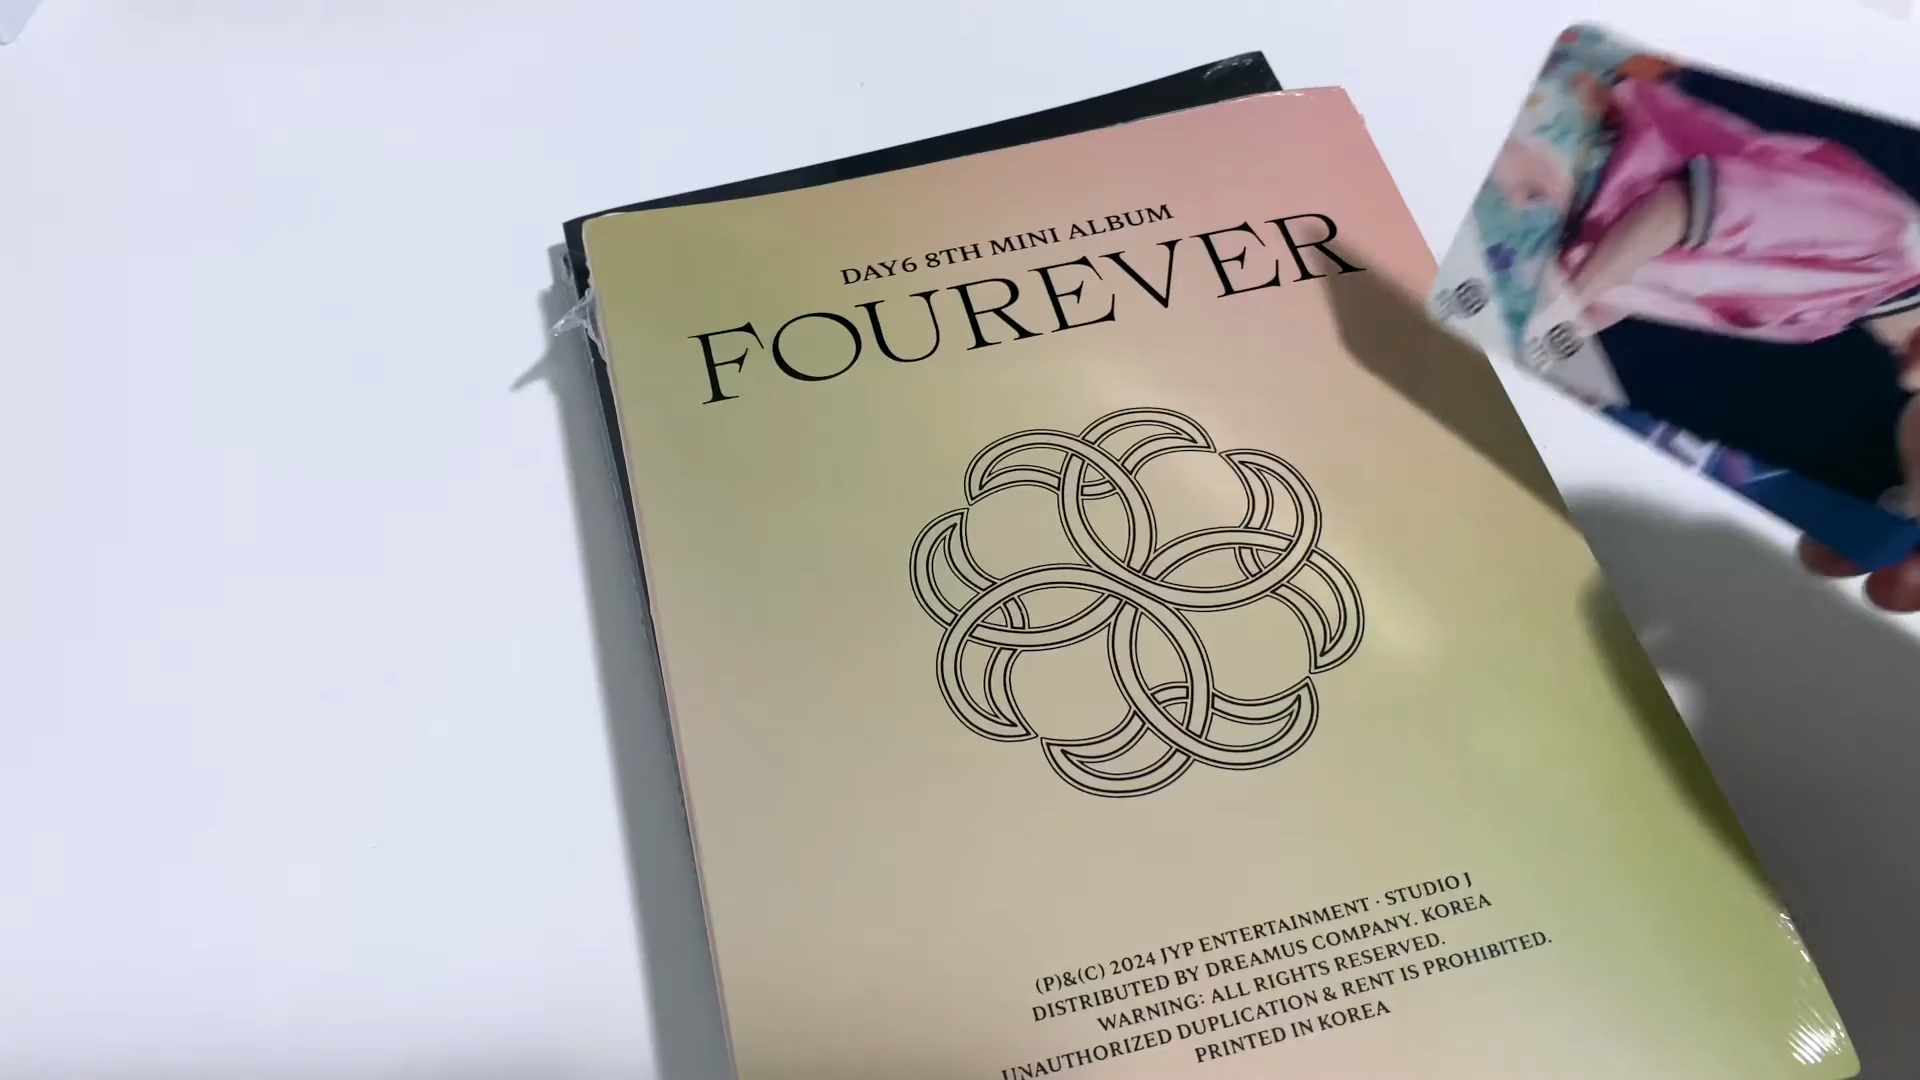 DAY6 8TH MINI ALBUM
FOUREVER
(P)&(C) 2024 JYP ENTERTAINMENT · STUDIO J
DISTRIBUTED BY DREAMUS COMPANY. KOREA
WARNING: ALL RIGHTS RESERVED.
UNAUTHORIZED DUPLICATION & RENT IS PROHIBITED.
PRINTED IN KOREA